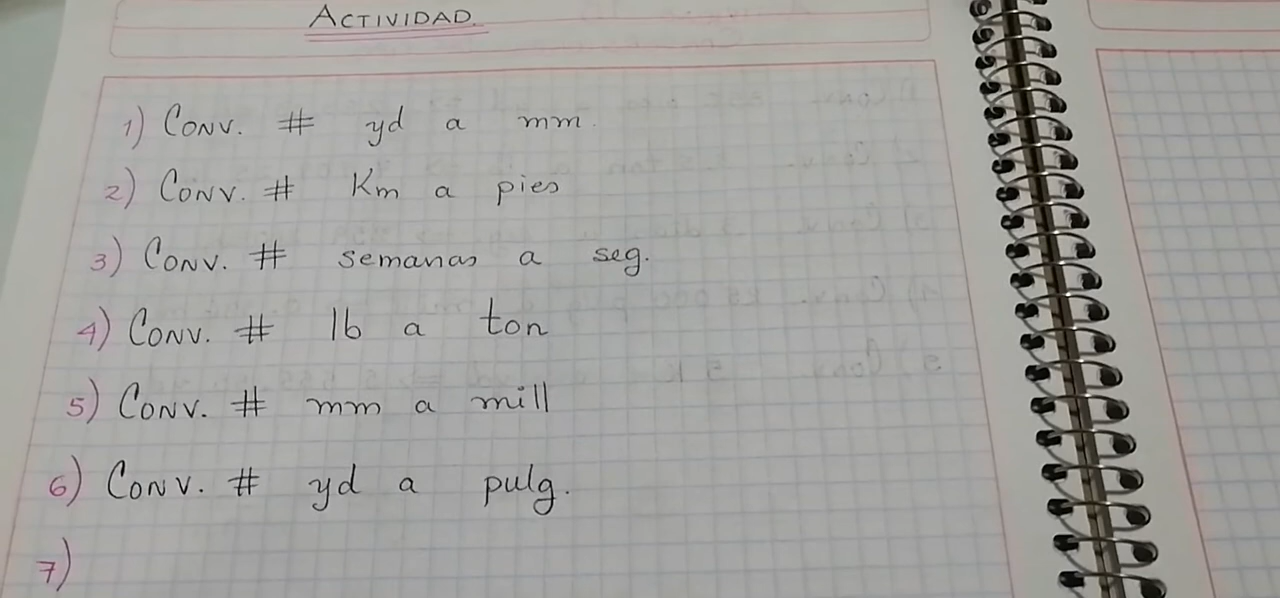 ACTIVIDAD.
1) CONV. # yd a mm.
2) CONV. # Km a pies
3) CONV. # semanas a seg.
4) CONV. # lb a ton
5) CONV. # mm a mill
6) CONV. # yd a pulg.
7)